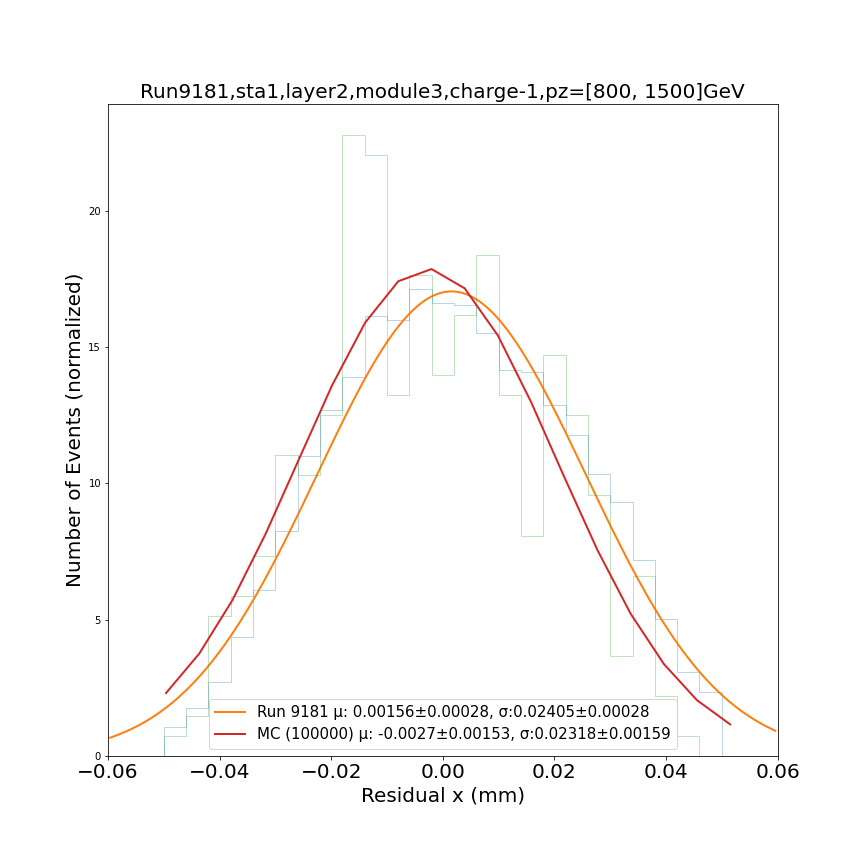 Run9181,sta1,layer2,module3,charge-1,pz=[800, 1500]GeV
Number of Events (normalized)
20
15
10
5
0
Run 9181 μ: 0.00156±0.00028, σ:0.02405±0.00028
MC (100000) μ: -0.0027±0.00153, σ:0.02318±0.00159
−0.06 −0.04 −0.02 0.00 0.02 0.04 0.06
Residual x (mm)